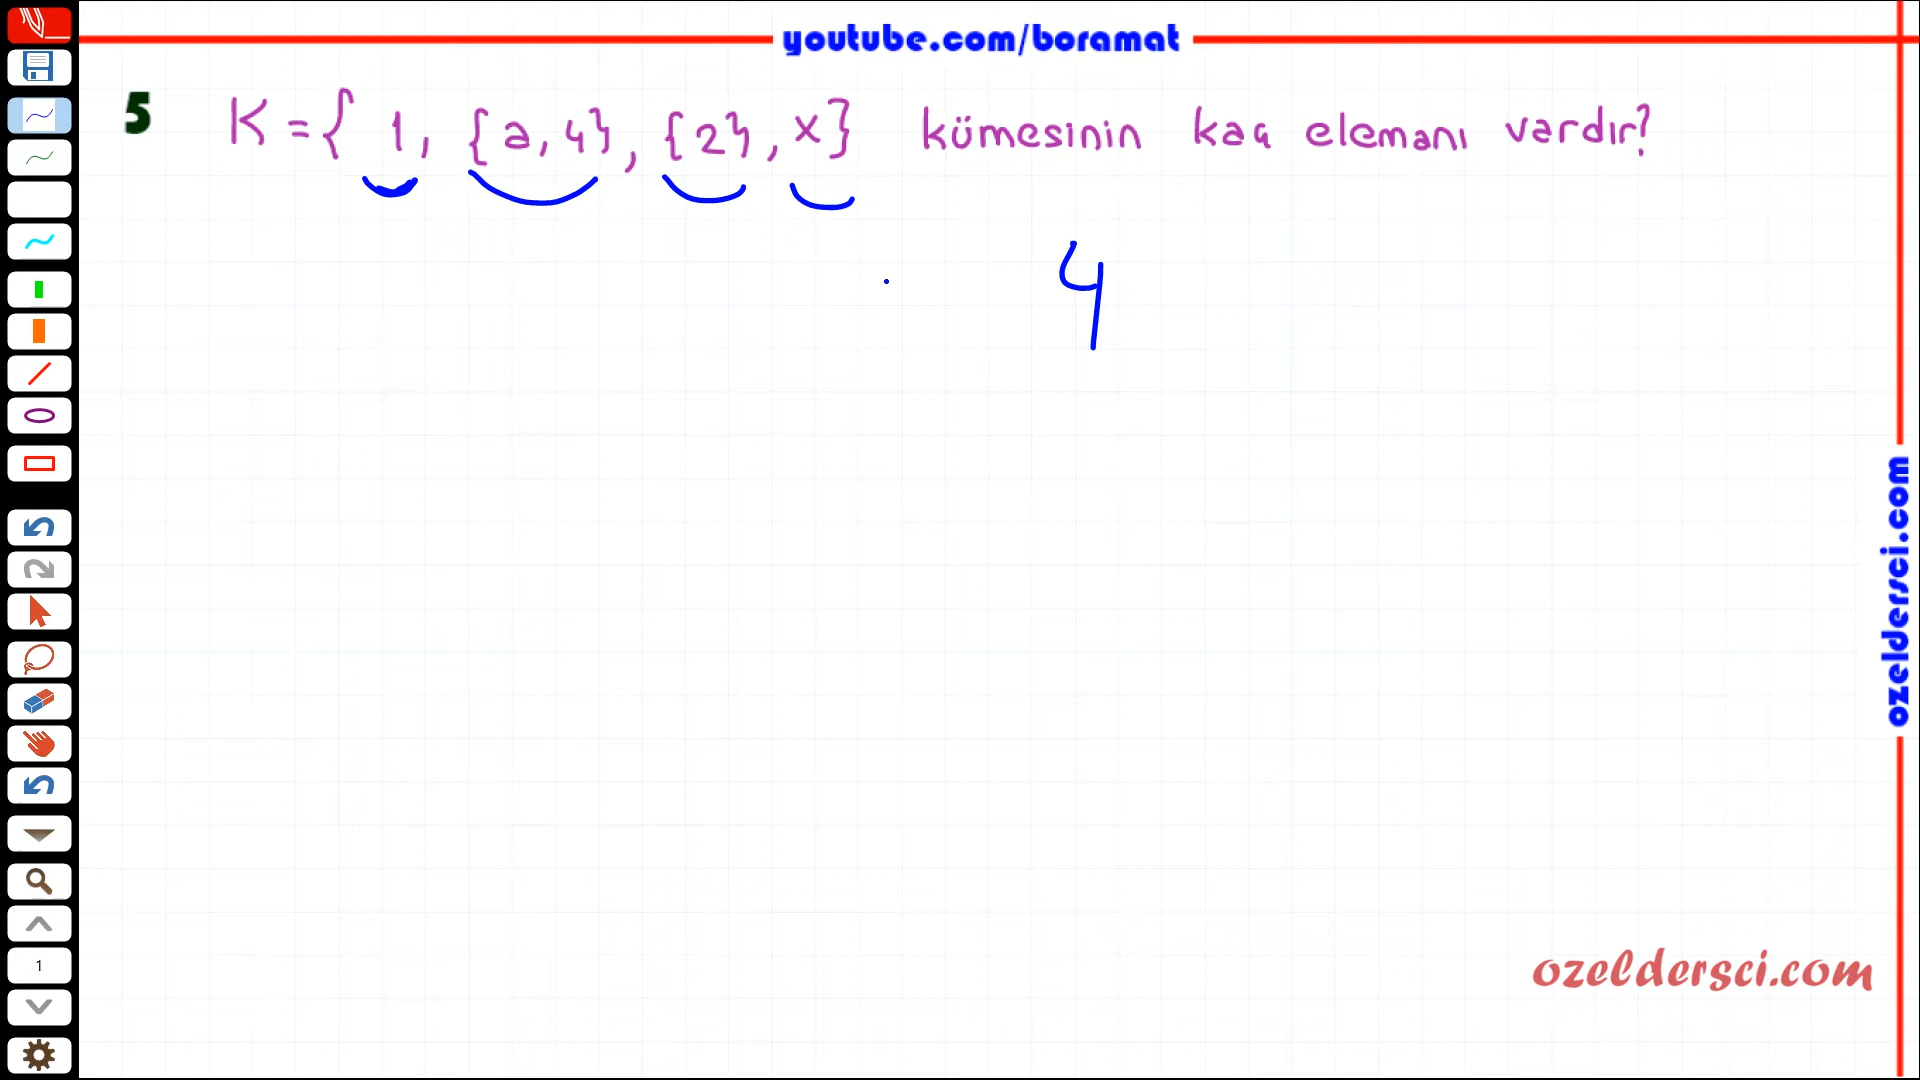 youtube.com/boramat
5 K = { 1, {a, 4}, {2}, x} kümesinin kaç elemanı vardır?
4
ozeldersci.com
1
ozeldersci.com